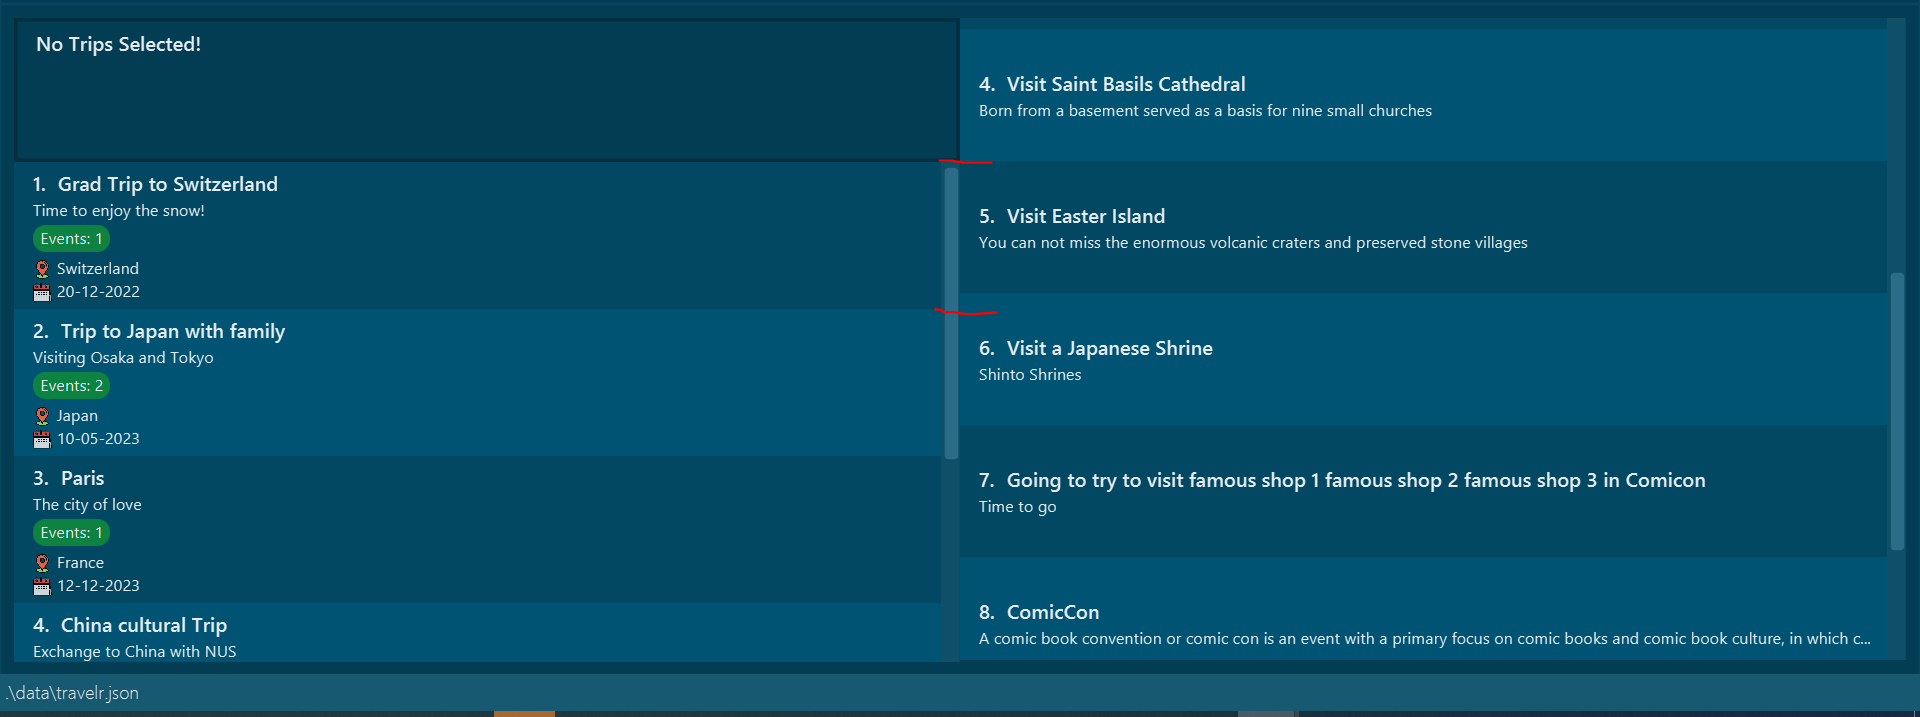 No Trips Selected!
1. Grad Trip to Switzerland
Time to enjoy the snow!
Events: 1
Switzerland
20-12-2022
2. Trip to Japan with family
Visiting Osaka and Tokyo
Events: 2
Japan
10-05-2023
3. Paris
The city of love
Events: 1
France
12-12-2023
4. China cultural Trip
Exchange to China with NUS
4. Visit Saint Basils Cathedral
Born from a basement served as a basis for nine small churches
5. Visit Easter Island
You can not miss the enormous volcanic craters and preserved stone villages
6. Visit a Japanese Shrine
Shinto Shrines
7. Going to try to visit famous shop 1 famous shop 2 famous shop 3 in Comicon
Time to go
8. ComicCon
A comic book convention or comic con is an event with a primary focus on comic books and comic book culture, in which c...
.\data\travelr.json